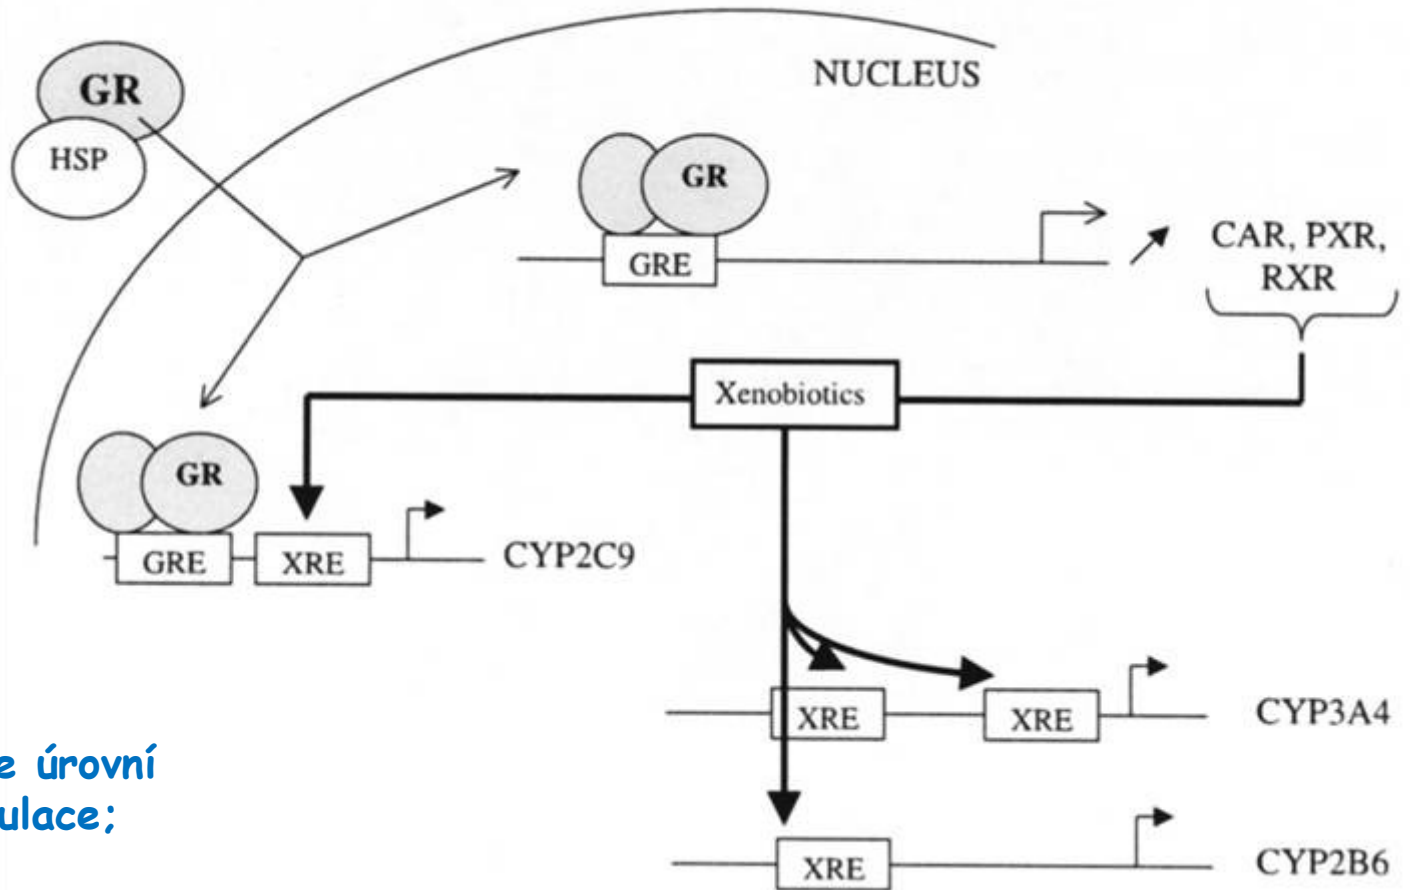 NUCLEUS
GR
HSP
GR
GRE
CAR, PXR,
RXR
Xenobiotics
GR
GRE
XRE
CYP2C9
XRE
XRE
CYP3A4
XRE
CYP2B6
e úrovní
ulace;